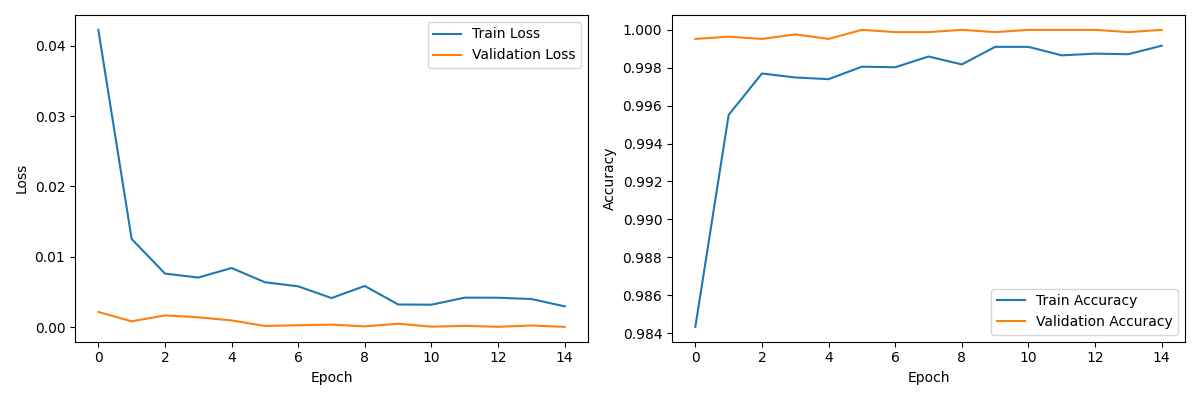 Train Loss
Validation Loss
0.04
0.03
0.02
0.01
0.00
Loss
0 2 4 6 8 10 12 14
Epoch
1.000
0.998
0.996
0.994
0.992
0.990
0.988
0.986
0.984
Accuracy
Train Accuracy
Validation Accuracy
0 2 4 6 8 10 12 14
Epoch